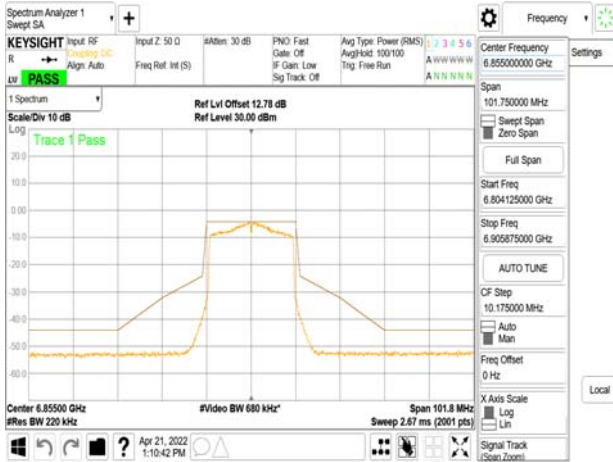 Spectrum Analyzer 1
Swept SA
Frequency
KEYSIGHT
R
LU PASS
Input: RF
Coupling: DC
Align: Auto
Input Z: 50 Ω
Freq Ref: Int (S)
#Atten: 30 dB
PNO: Fast
Gate: Off
IF Gain: Low
Sig Track: Off
Avg Type: Power (RMS)
Avg|Hold: 100/100
Trig: Free Run
1 2 3 4 5 6
A W W W W W
A N N N N N
1 Spectrum
Scale/Div 10 dB
Ref Lvl Offset 12.78 dB
Ref Level 30.00 dBm
Log
Trace 1 Pass
20.0
10.0
0.00
-10.0
-20.0
-30.0
-40.0
-50.0
-60.0
Center 6.85500 GHz
#Res BW 220 kHz
#Video BW 680 kHz*
Span 101.8 MHz
Sweep 2.67 ms (2001 pts)
Center Frequency
6.855000000 GHz
Span
101.750000 MHz
Swept Span
Zero Span
Full Span
Start Freq
6.804125000 GHz
Stop Freq
6.905875000 GHz
AUTO TUNE
CF Step
10.175000 MHz
Auto
Man
Freq Offset
0 Hz
X Axis Scale
Log
Lin
Signal Track
(Span Zoom)
Settings
Local
?
Apr 21, 2022
1:10:42 PM